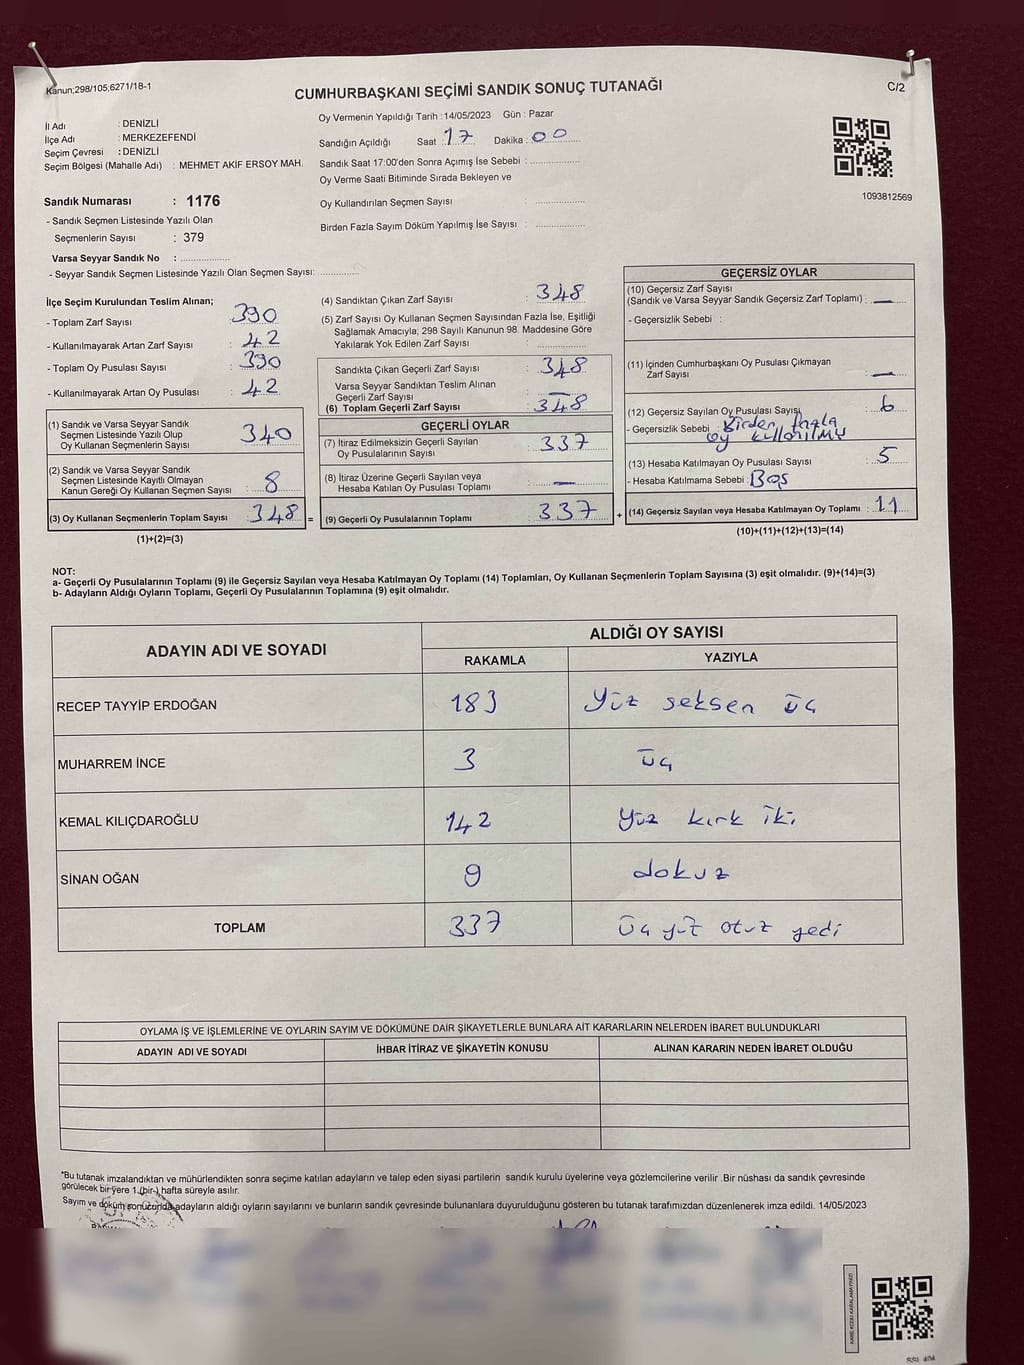 Kanun;298/105;6271/18-1
CUMHURBAŞKANI SEÇİMİ SANDIK SONUÇ TUTANAĞI
C/2
İl Adı : DENİZLİ
İlçe Adı : MERKEZEFENDİ
Seçim Çevresi : DENİZLİ
Seçim Bölgesi (Mahalle Adı) : MEHMET AKİF ERSOY MAH.
Sandık Numarası : 1176
- Sandık Seçmen Listesinde Yazılı Olan
Seçmenlerin Sayısı : 379
Varsa Seyyar Sandık No : ...................
- Seyyar Sandık Seçmen Listesinde Yazılı Olan Seçmen Sayısı: ...............
Oy Vermenin Yapıldığı Tarih : 14/05/2023 Gün : Pazar
Sandığın Açıldığı Saat : 17 Dakika : 00
Sandık Saat 17:00'den Sonra Açımış İse Sebebi : ...................
Oy Verme Saati Bitiminde Sırada Bekleyen ve
Oy Kullandırılan Seçmen Sayısı : ...................
Birden Fazla Sayım Döküm Yapılmış İse Sayısı : ...................
1093812569
İlçe Seçim Kurulundan Teslim Alınan;
- Toplam Zarf Sayısı : 390
- Kullanılmayarak Artan Zarf Sayısı : 42
- Toplam Oy Pusulası Sayısı : 390
- Kullanılmayarak Artan Oy Pusulası : 42
(1) Sandık ve Varsa Seyyar Sandık
Seçmen Listesinde Yazılı Olup
Oy Kullanan Seçmenlerin Sayısı : 340
(2) Sandık ve Varsa Seyyar Sandık
Seçmen Listesinde Kayıtlı Olmayan
Kanun Gereği Oy Kullanan Seçmen Sayısı : 8
(3) Oy Kullanan Seçmenlerin Toplam Sayısı : 348 =
(1)+(2)=(3)
(4) Sandıktan Çıkan Zarf Sayısı : 348
(5) Zarf Sayısı Oy Kullanan Seçmen Sayısından Fazla İse, Eşitliği
Sağlamak Amacıyla; 298 Sayılı Kanunun 98. Maddesine Göre
Yakılarak Yok Edilen Zarf Sayısı : ...................
Sandıkta Çıkan Geçerli Zarf Sayısı : 348
Varsa Seyyar Sandıktan Teslim Alınan
Geçerli Zarf Sayısı : —
(6) Toplam Geçerli Zarf Sayısı : 348
GEÇERLİ OYLAR
(7) İtiraz Edilmeksizin Geçerli Sayılan
Oy Pusulalarının Sayısı : 337
(8) İtiraz Üzerine Geçerli Sayılan veya
Hesaba Katılan Oy Pusulası Toplamı : —
(9) Geçerli Oy Pusulalarının Toplamı : 337 +
GEÇERSİZ OYLAR
(10) Geçersiz Zarf Sayısı
(Sandık ve Varsa Seyyar Sandık Geçersiz Zarf Toplamı) : —
- Geçersizlik Sebebi :
(11) İçinden Cumhurbaşkanı Oy Pusulası Çıkmayan
Zarf Sayısı : —
(12) Geçersiz Sayılan Oy Pusulası Sayısı : 6
- Geçersizlik Sebebi : Birden fazla
oy kullanılmış
(13) Hesaba Katılmayan Oy Pusulası Sayısı : 5
- Hesaba Katılmama Sebebi : Boş
(14) Geçersiz Sayılan veya Hesaba Katılmayan Oy Toplamı : 11
(10)+(11)+(12)+(13)=(14)
NOT:
a- Geçerli Oy Pusulalarının Toplamı (9) ile Geçersiz Sayılan veya Hesaba Katılmayan Oy Toplamı (14) Toplamları, Oy Kullanan Seçmenlerin Toplam Sayısına (3) eşit olmalıdır. (9)+(14)=(3)
b- Adayların Aldığı Oyların Toplamı, Geçerli Oy Pusulalarının Toplamına (9) eşit olmalıdır.
ADAYIN ADI VE SOYADI
ALDIĞI OY SAYISI
RAKAMLA YAZIYLA
RECEP TAYYİP ERDOĞAN 183 Yüz seksen üç
MUHARREM İNCE 3 üç
KEMAL KILIÇDAROĞLU 142 Yüz kırk iki
SİNAN OĞAN 9 dokuz
TOPLAM 337 üç yüz otuz yedi
OYLAMA İŞ VE İŞLEMLERİNE VE OYLARIN SAYIM VE DÖKÜMÜNE DAİR ŞİKAYETLERLE BUNLARA AİT KARARLARIN NELERDEN İBARET BULUNDUKLARI
ADAYIN ADI VE SOYADI İHBAR İTİRAZ VE ŞİKAYETİN KONUSU ALINAN KARARIN NEDEN İBARET OLDUĞU
*Bu tutanak imzalandıktan ve mühürlendikten sonra seçime katılan adayların ve talep eden siyasi partilerin sandık kurulu üyelerine veya gözlemcilerine verilir .Bir nüshası da sandık çevresinde
görülecek bir yere 1 (bir-) hafta süreyle asılır.
Sayım ve döküm sonucunda adayların aldığı oyların sayılarını ve bunların sandık çevresinde bulunanlara duyurulduğunu gösteren bu tutanak tarafımızdan düzenlenerek imza edildi. 14/05/2023